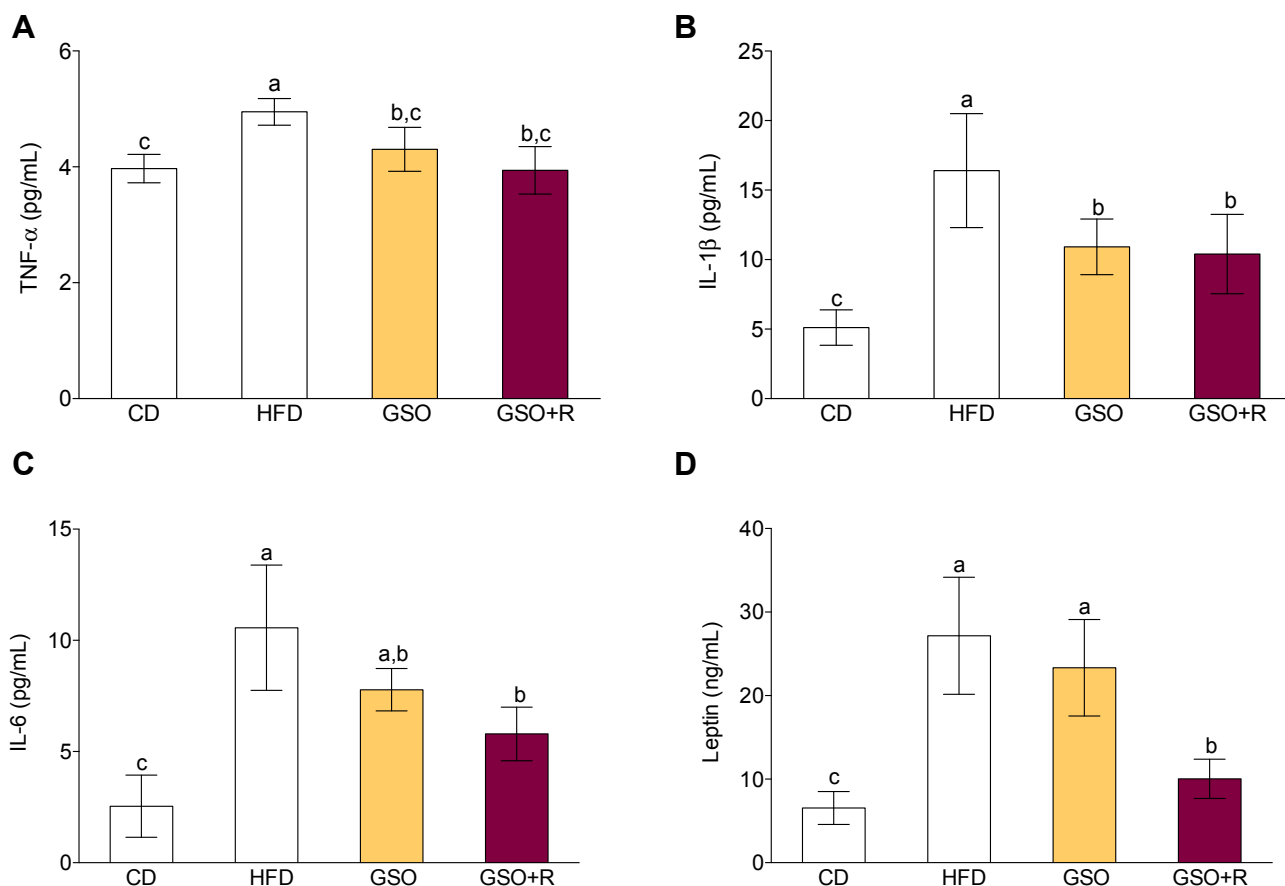 A
TNF-α (pg/mL)
6
4
2
0
c
a
b,c
b,c
CD
HFD
GSO
GSO+R
B
IL-1β (pg/mL)
25
20
15
10
5
0
c
a
b
b
CD
HFD
GSO
GSO+R
C
IL-6 (pg/mL)
15
10
5
0
c
a
a,b
b
CD
HFD
GSO
GSO+R
D
Leptin (ng/mL)
40
30
20
10
0
c
a
a
b
CD
HFD
GSO
GSO+R